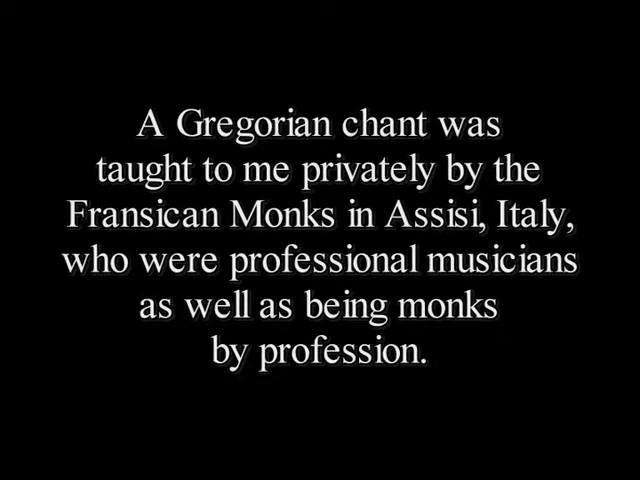 A Gregorian chant was
taught to me privately by the
Fransican Monks in Assisi, Italy,
who were professional musicians
as well as being monks
by profession.